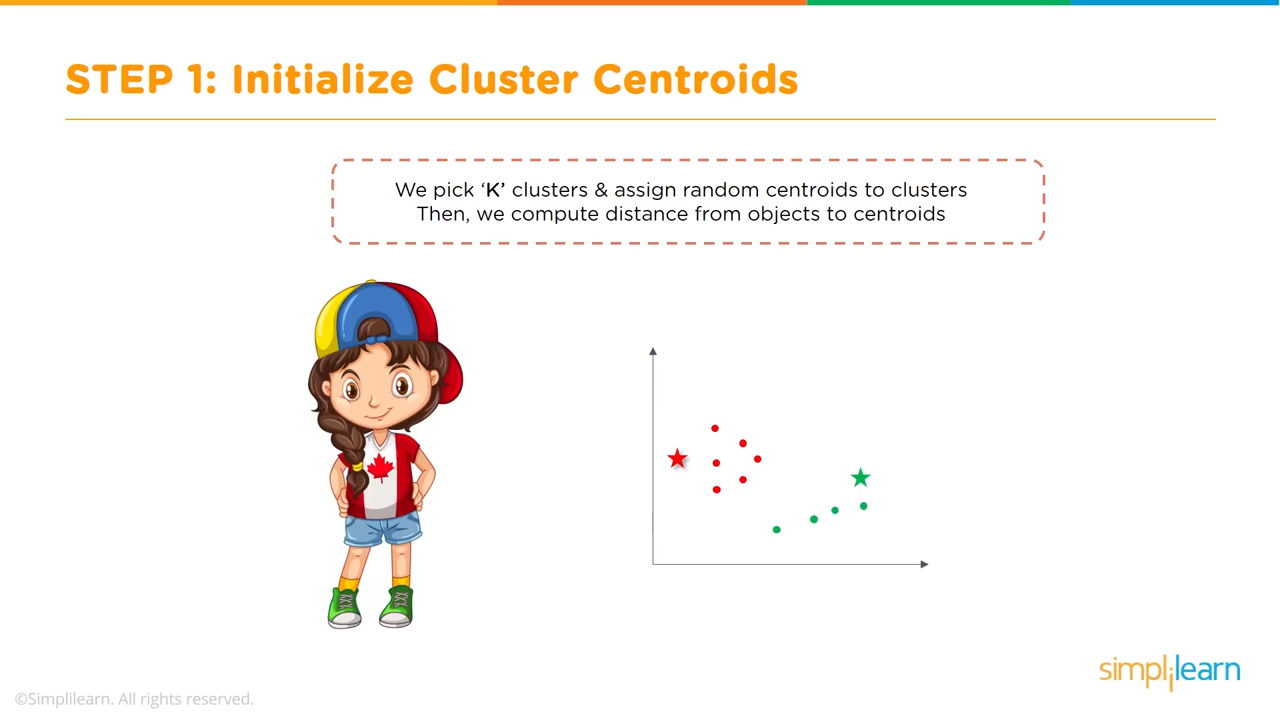 STEP 1: Initialize Cluster Centroids
We pick ‘K’ clusters & assign random centroids to clusters
Then, we compute distance from objects to centroids
simplilearn
©Simplilearn. All rights reserved.